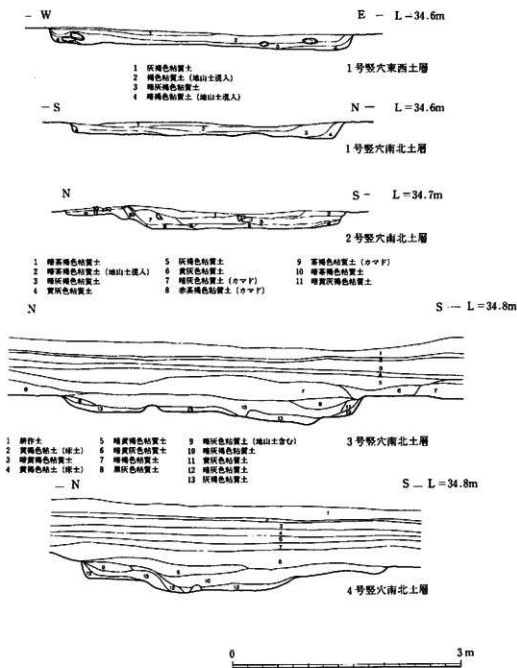 W E — L=34.6m
1号竪穴東西土層
1 灰褐色粘質土
2 褐色粘質土（地山土混入）
3 暗灰褐色粘質土
4 暗褐色粘質土（地山土混入）
S N — L=34.6m
1号竪穴南北土層
N S — L=34.7m
2号竪穴南北土層
1 暗茶褐色粘質土
2 暗茶褐色粘質土（地山土混入）
3 暗灰褐色粘質土
4 黄灰色粘質土
5 灰褐色粘質土
6 黄灰色粘質土
7 暗灰色粘質土（カマド）
8 赤茶褐色粘質土（カマド）
9 茶褐色粘質土（カマド）
10 暗茶褐色粘質土
11 暗黄灰褐色粘質土
N S — L=34.8m
3号竪穴南北土層
1 耕作土
2 黄褐色粘土（床土）
3 暗黄褐色粘質土
4 黄褐色粘土（床土）
5 暗黄褐色粘質土
6 暗黄灰色粘質土
7 暗褐色粘質土
8 黒灰色粘質土
9 暗灰色粘質土（地山土含む）
10 暗灰褐色粘質土
11 黄灰色粘質土
12 暗灰色粘質土
13 灰褐色粘質土
N S — L=34.8m
4号竪穴南北土層
0 3m